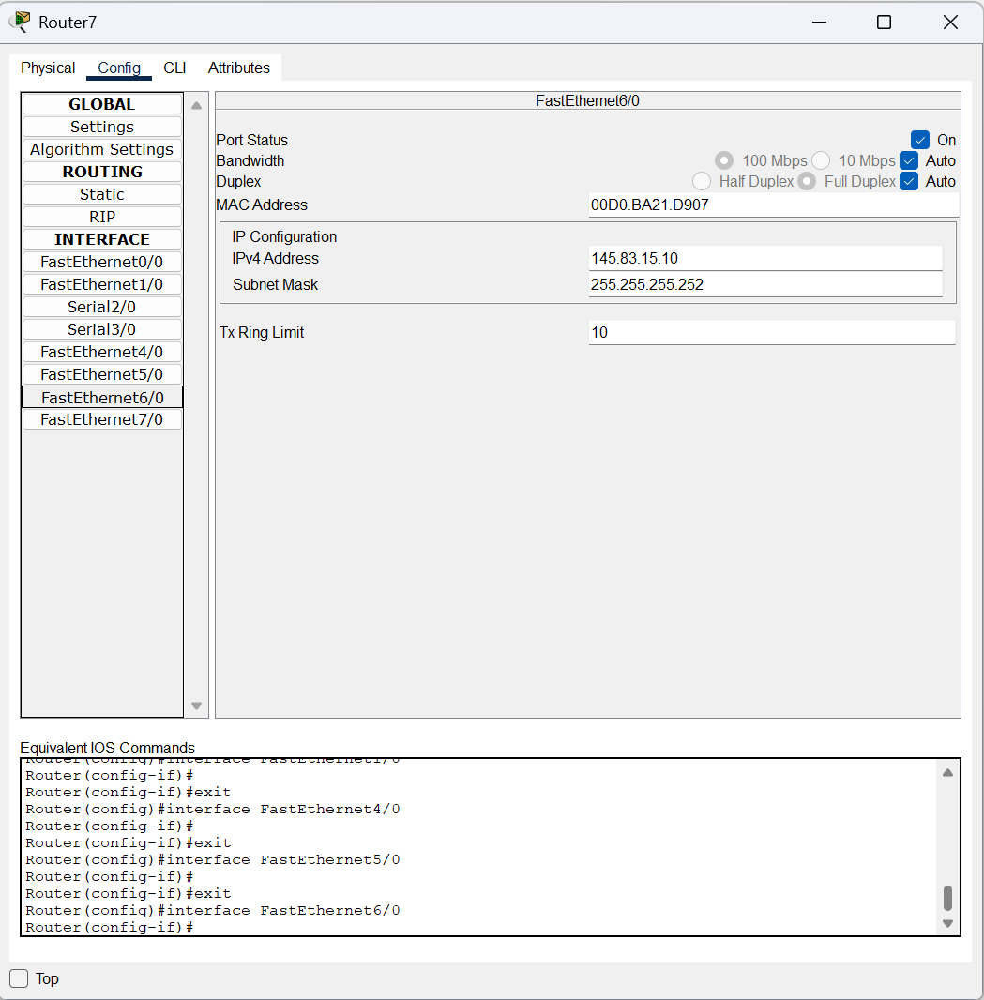 Router7
Physical Config CLI Attributes
GLOBAL
Settings
Algorithm Settings
ROUTING
Static
RIP
INTERFACE
FastEthernet0/0
FastEthernet1/0
Serial2/0
Serial3/0
FastEthernet4/0
FastEthernet5/0
FastEthernet6/0
FastEthernet7/0
FastEthernet6/0
Port Status On
Bandwidth 100 Mbps 10 Mbps Auto
Duplex Half Duplex Full Duplex Auto
MAC Address 00D0.BA21.D907
IP Configuration
IPv4 Address 145.83.15.10
Subnet Mask 255.255.255.252
Tx Ring Limit 10
Equivalent IOS Commands
Router(config)#interface FastEthernet1/0
Router(config-if)#
Router(config-if)#exit
Router(config)#interface FastEthernet4/0
Router(config-if)#
Router(config-if)#exit
Router(config)#interface FastEthernet5/0
Router(config-if)#
Router(config-if)#exit
Router(config)#interface FastEthernet6/0
Router(config-if)#
Top